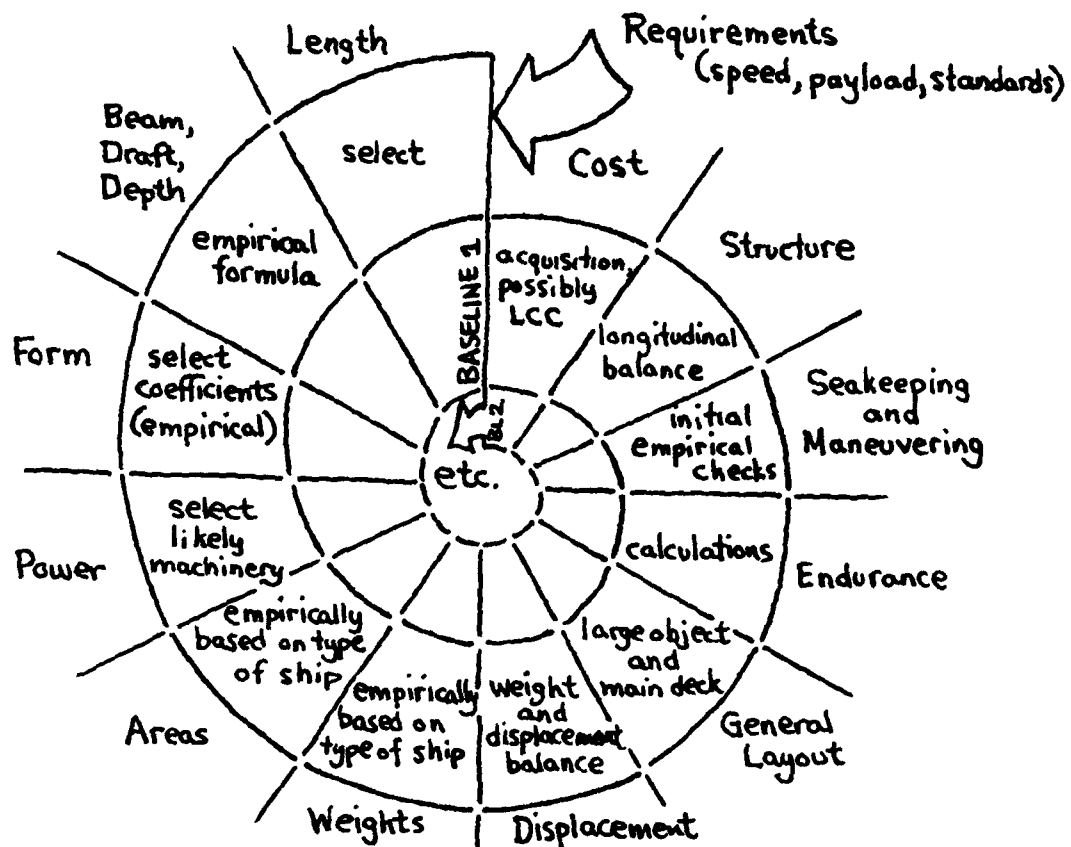 Requirements
(speed, payload, standards)
Length
select
Beam,
Draft,
Depth
empirical
formula
Form
select
coefficients
(empirical)
Power
select
likely
machinery
Areas
empirically
based on type
of ship
Weights
empirically
based on
type of ship
Displacement
weight
and
displacement
balance
General
Layout
large object
and
main deck
Endurance
calculations
Seakeeping
and
Maneuvering
initial
empirical
checks
Structure
longitudinal
balance
Cost
acquisition,
possibly
LCC
BASELINE 1
BL2
etc.